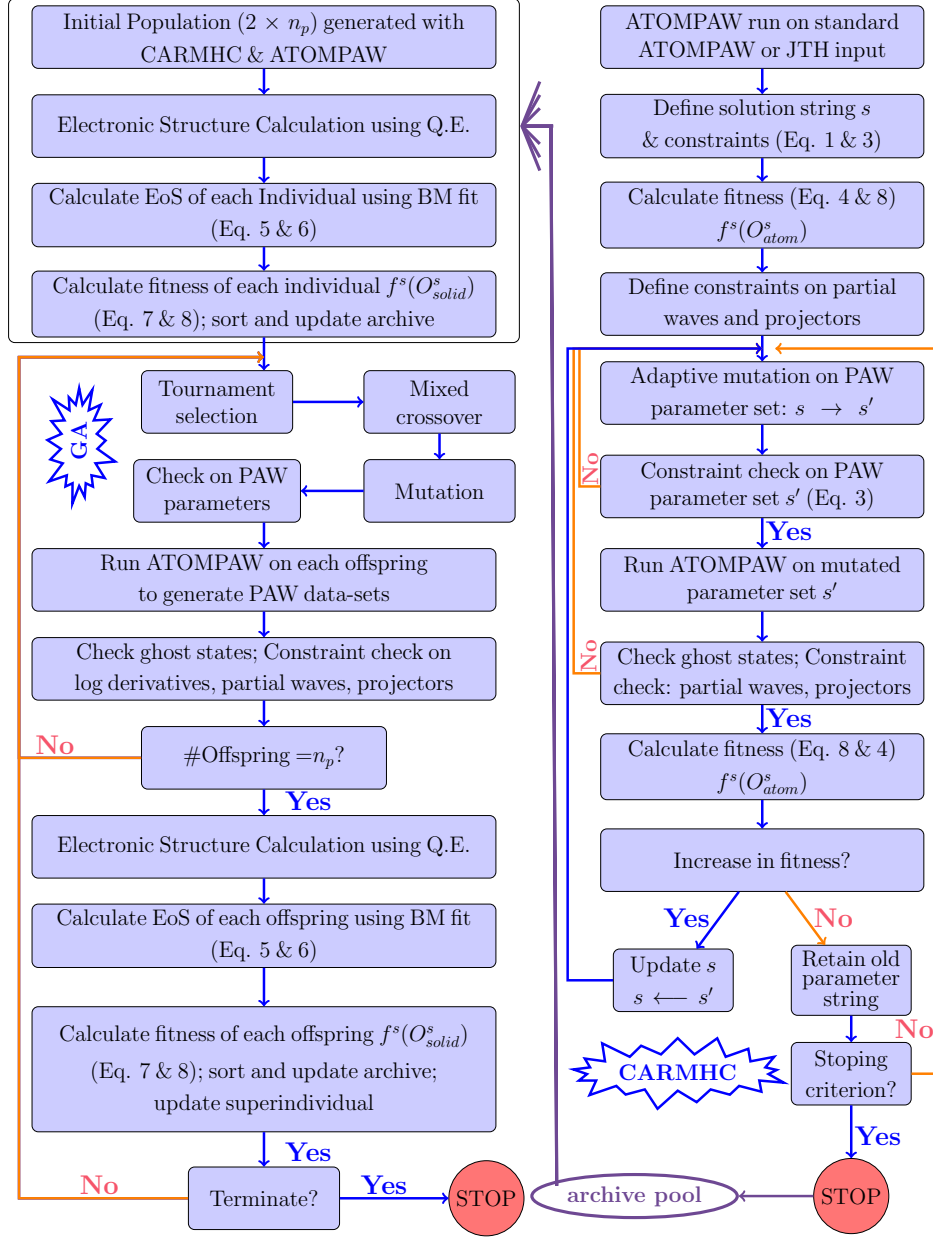 Initial Population (2 × n_p) generated with
CARMHC & ATOMPAW
Electronic Structure Calculation using Q.E.
Calculate EoS of each Individual using BM fit
(Eq. 5 & 6)
Calculate fitness of each individual f^s(O^s_solid)
(Eq. 7 & 8); sort and update archive
Tournament
selection
Mixed
crossover
GA
Check on PAW
parameters
Mutation
Run ATOMPAW on each offspring
to generate PAW data-sets
Check ghost states; Constraint check on
log derivatives, partial waves, projectors
No
#Offspring =n_p?
Yes
Electronic Structure Calculation using Q.E.
Calculate EoS of each offspring using BM fit
(Eq. 5 & 6)
Calculate fitness of each offspring f^s(O^s_solid)
(Eq. 7 & 8); sort and update archive;
update superindividual
Yes
No
Terminate?
Yes
STOP
ATOMPAW run on standard
ATOMPAW or JTH input
Define solution string s
& constraints (Eq. 1 & 3)
Calculate fitness (Eq. 4 & 8)
f^s(O^s_atom)
Define constraints on partial
waves and projectors
Adaptive mutation on PAW
parameter set: s → s′
No
Constraint check on PAW
parameter set s′ (Eq. 3)
Yes
Run ATOMPAW on mutated
parameter set s′
No
Check ghost states; Constraint
check: partial waves, projectors
Yes
Calculate fitness (Eq. 8 & 4)
f^s(O^s_atom)
Increase in fitness?
Yes
No
Update s
s ⟵ s′
Retain old
parameter
string
No
CARMHC
Stoping
criterion?
Yes
archive pool
STOP